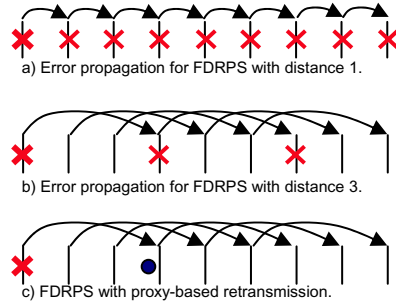 a) Error propagation for FDRPS with distance 1.
b) Error propagation for FDRPS with distance 3.
c) FDRPS with proxy-based retransmission.